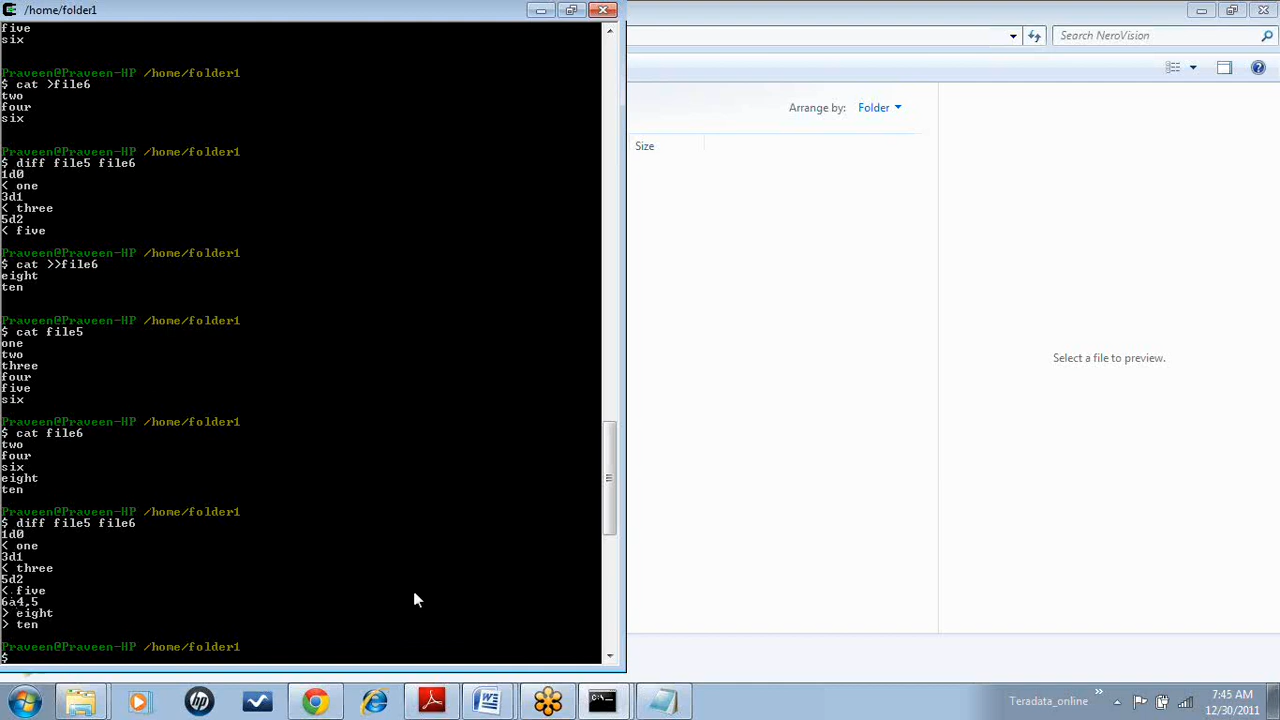 /home/folder1
five
six
Praveen@Praveen-HP /home/folder1
$ cat >file6
two
four
six
Praveen@Praveen-HP /home/folder1
$ diff file5 file6
1d0
< one
3d1
< three
5d2
< five
Praveen@Praveen-HP /home/folder1
$ cat >>file6
eight
ten
Praveen@Praveen-HP /home/folder1
$ cat file5
one
two
three
four
five
six
Praveen@Praveen-HP /home/folder1
$ cat file6
two
four
six
eight
ten
Praveen@Praveen-HP /home/folder1
$ diff file5 file6
1d0
< one
3d1
< three
5d2
< five
6a4,5
> eight
> ten
Praveen@Praveen-HP /home/folder1
$
Search NeroVision
Arrange by: Folder
Size
Select a file to preview.
Teradata_online
7:45 AM
12/30/2011